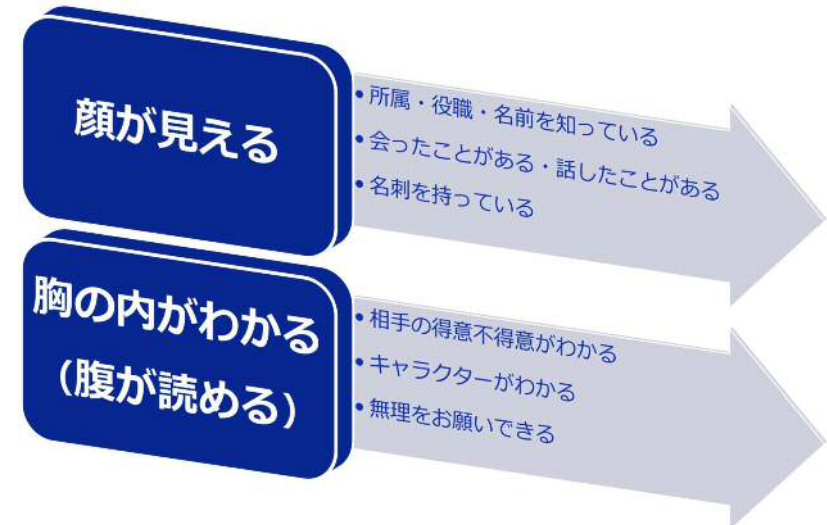 顔が見える
• 所属・役職・名前を知っている
• 会ったことがある・話したことがある
• 名刺を持っている
胸の内がわかる
（腹が読める）
• 相手の得意不得意がわかる
• キャラクターがわかる
• 無理をお願いできる